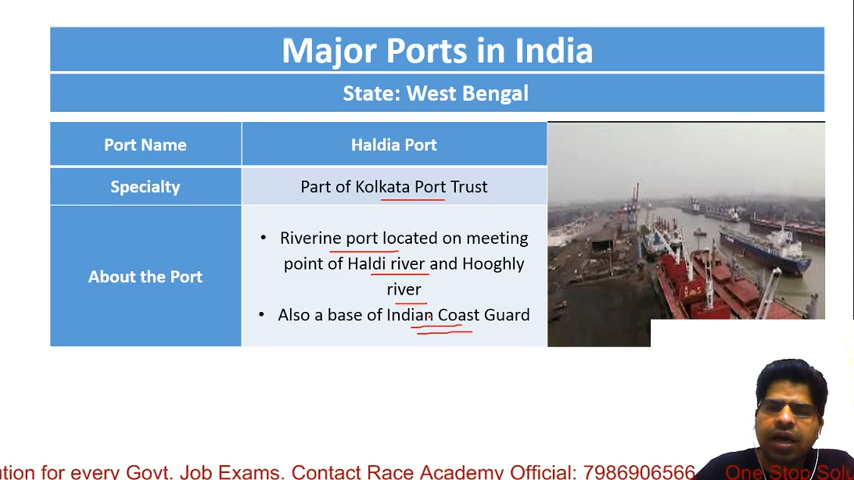 Major Ports in India
State: West Bengal
Port Name
Haldia Port
Specialty
Part of Kolkata Port Trust
About the Port
• Riverine port located on meeting
point of Haldi river and Hooghly
river
• Also a base of Indian Coast Guard
ution for every Govt. Job Exams. Contact Race Academy Official: 7986906566
One Stop Solu